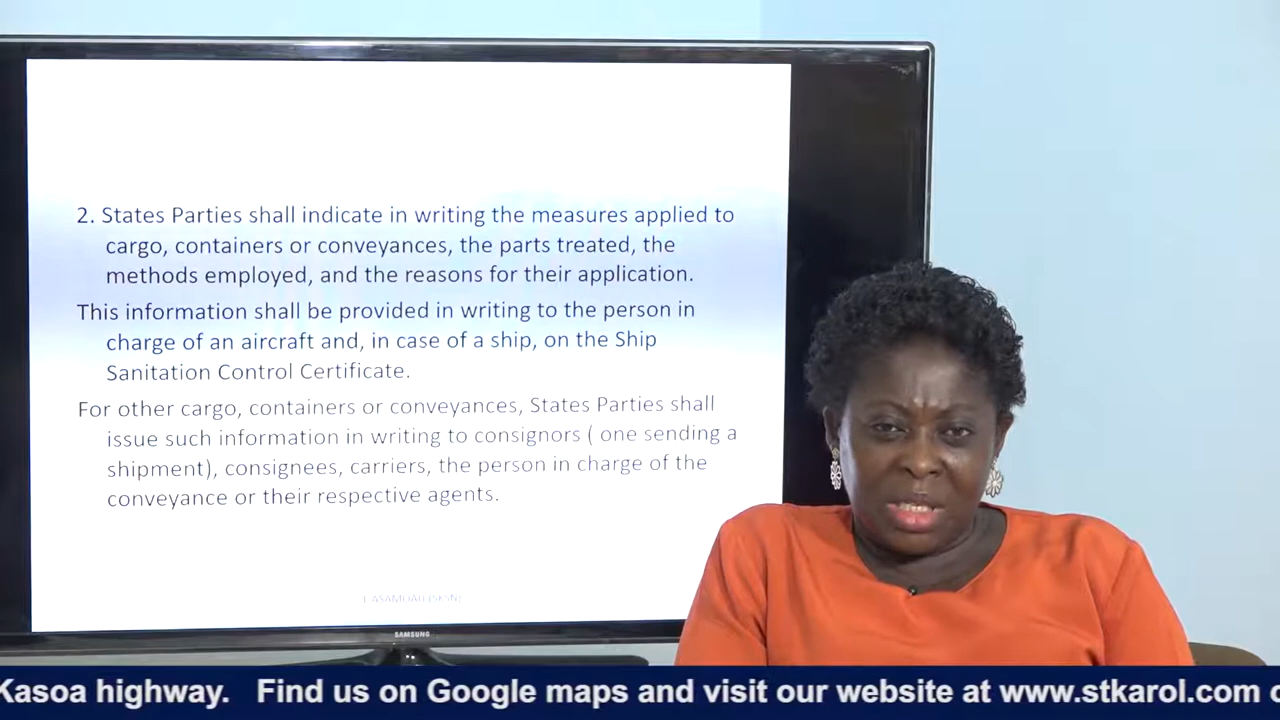 2. States Parties shall indicate in writing the measures applied to
cargo, containers or conveyances, the parts treated, the
methods employed, and the reasons for their application.
This information shall be provided in writing to the person in
charge of an aircraft and, in case of a ship, on the Ship
Sanitation Control Certificate.
For other cargo, containers or conveyances, States Parties shall
issue such information in writing to consignors ( one sending a
shipment), consignees, carriers, the person in charge of the
conveyance or their respective agents.
ASAMOAH
SAMSUNG
Kasoa highway. Find us on Google maps and visit our website at www.stkarol.com